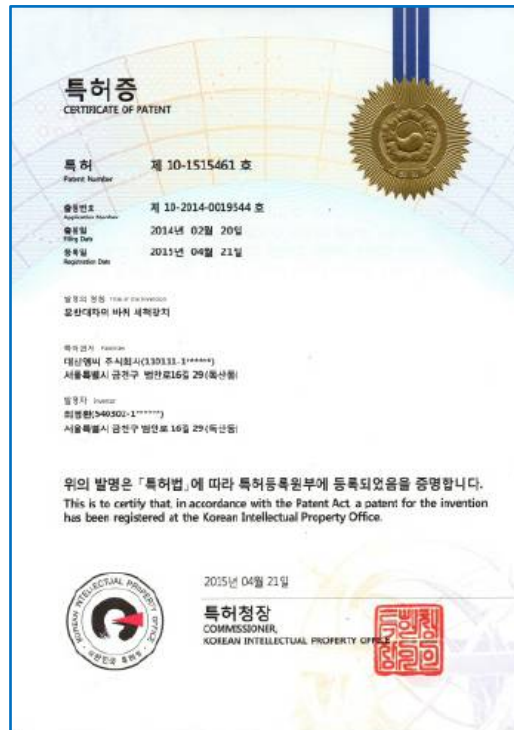 특허증
CERTIFICATE OF PATENT
특허 제 10-1515461 호
Patent Number
출원번호 제 10-2014-0019544 호
Application Number
출원일 2014년 02월 20일
Filing Date
등록일 2015년 04월 21일
Registration Date
발명의 명칭 Title of the Invention
운반대차의 바퀴 세척장치
특허권자 Patentee
주식회사(110111-1******)
서울특별시 금천구 범안로16길 29(독산동)
발명자 Inventor
(540302-1******)
서울특별시 금천구 범안로 16길 29(독산동)
위의 발명은 「특허법」에 따라 특허등록원부에 등록되었음을 증명합니다.
This is to certify that, in accordance with the Patent Act, a patent for the invention
has been registered at the Korean Intellectual Property Office.
2015년 04월 21일
특허청장
COMMISSIONER,
KOREAN INTELLECTUAL PROPERTY OFFICE
KOREAN INTELLECTUAL PROPERTY OFFICE
대한민국 특허청